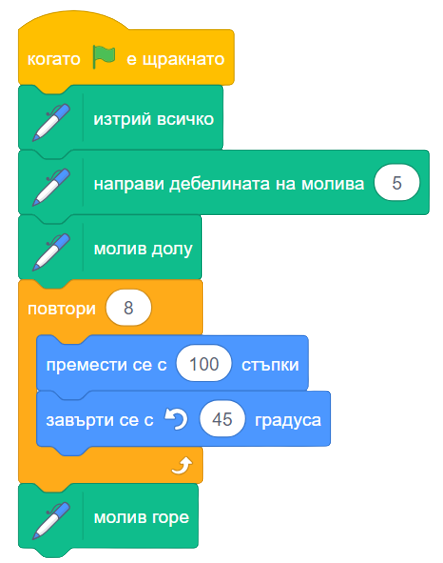 когато е щракнато
изтрий всичко
направи дебелината на молива 5
молив долу
повтори 8
премести се с 100 стъпки
завърти се с 45 градуса
молив горе